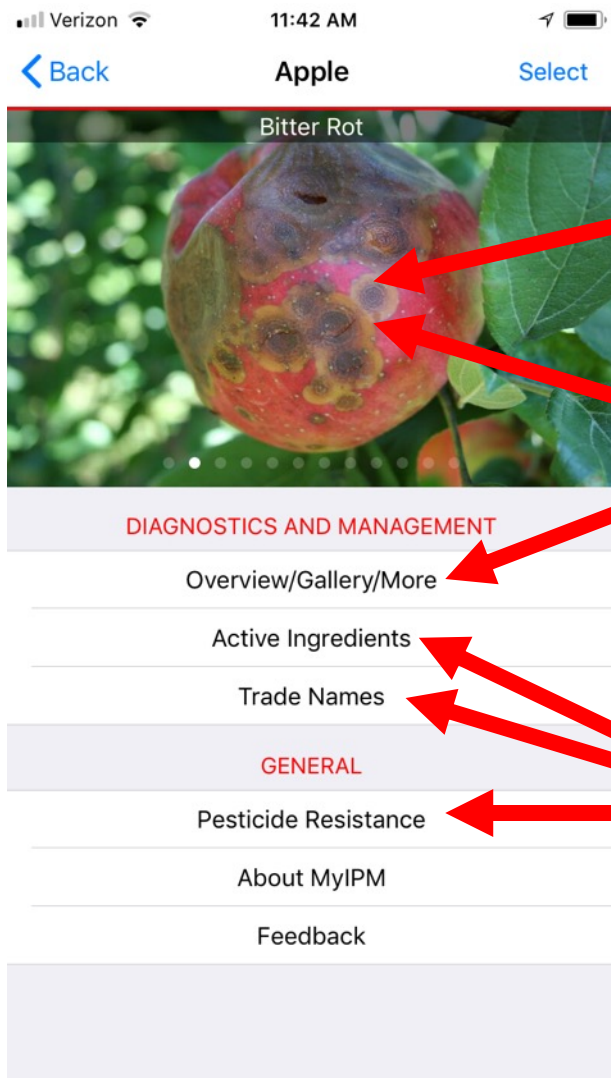 Verizon 11:42 AM
Back Apple Select
Bitter Rot
DIAGNOSTICS AND MANAGEMENT
Overview/Gallery/More
Active Ingredients
Trade Names
GENERAL
Pesticide Resistance
About MyIPM
Feedback